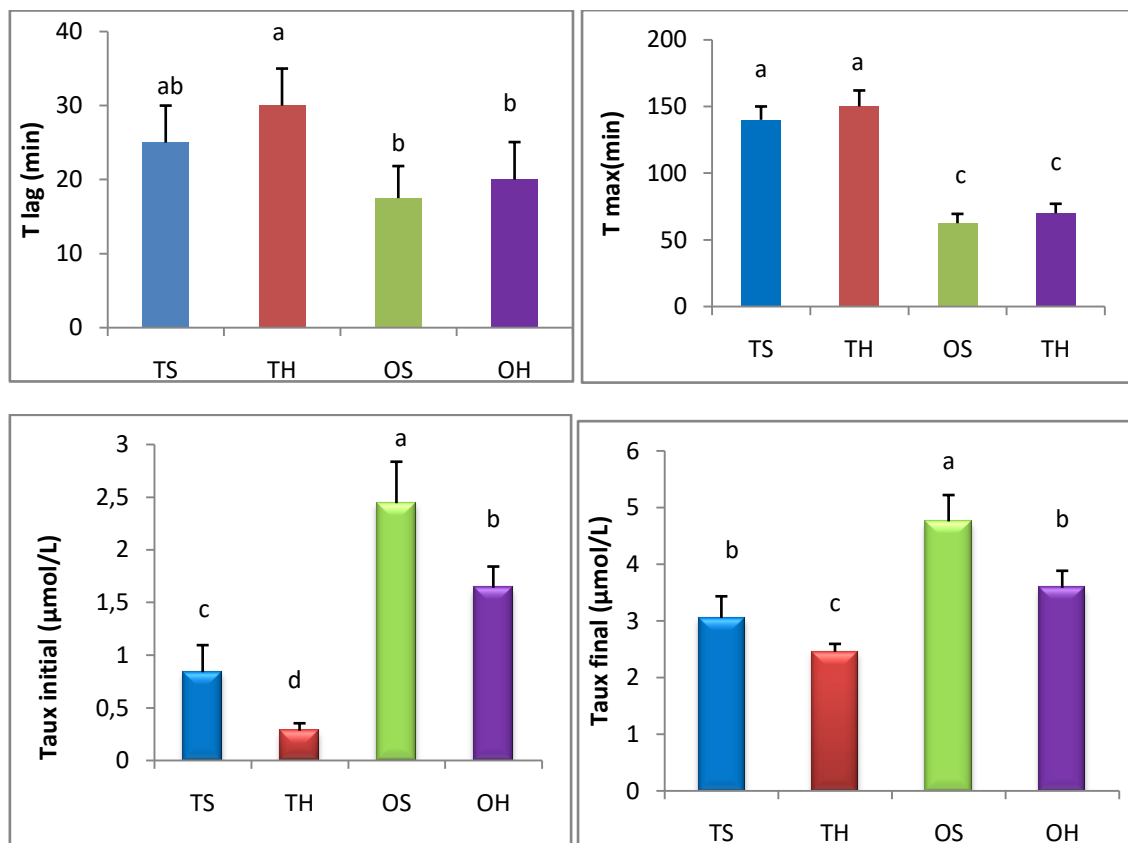 T lag (min)
40
30
20
10
0
ab
a
b
b
TS TH OS OH
T max(min)
200
150
100
50
0
a
a
c
c
TS TH OS TH
Taux initial (µmol/L)
3
2,5
2
1,5
1
0,5
0
c
d
a
b
TS TH OS OH
Taux final (µmol/L)
6
5
4
3
2
1
0
b
c
a
b
TS TH OS OH